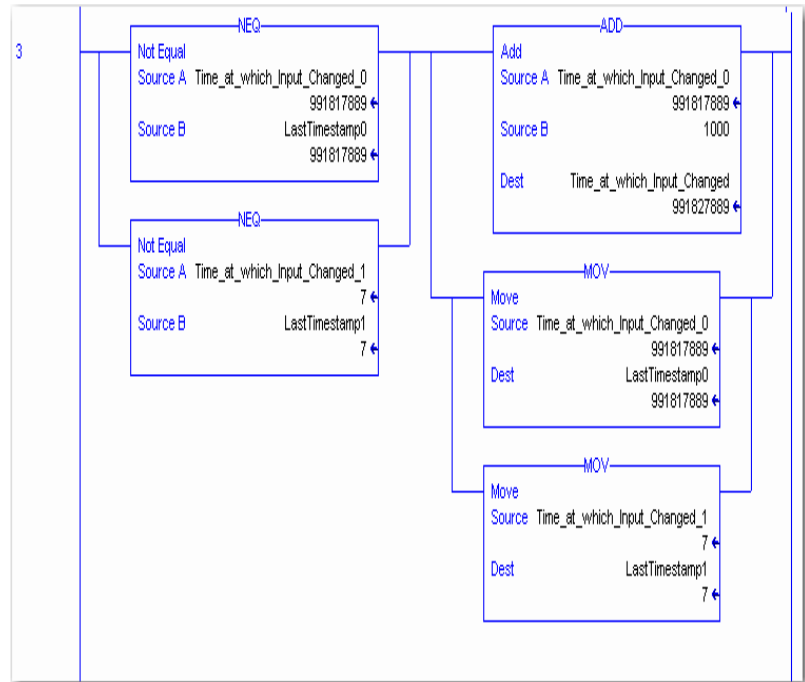 3
NEQ
Not Equal
Source A Time_at_which_Input_Changed_0
991817889
Source B LastTimestamp0
991817889
NEQ
Not Equal
Source A Time_at_which_Input_Changed_1
7
Source B LastTimestamp1
7
ADD
Add
Source A Time_at_which_Input_Changed_0
991817889
Source B 1000
Dest Time_at_which_Input_Changed
991827889
MOV
Move
Source Time_at_which_Input_Changed_0
991817889
Dest LastTimestamp0
991817889
MOV
Move
Source Time_at_which_Input_Changed_1
7
Dest LastTimestamp1
7